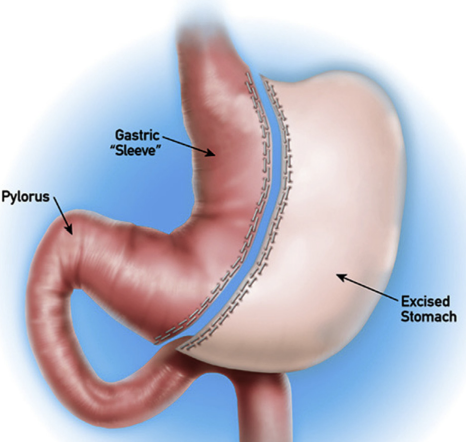 Gastric
“Sleeve”
Pylorus
Excised
Stomach